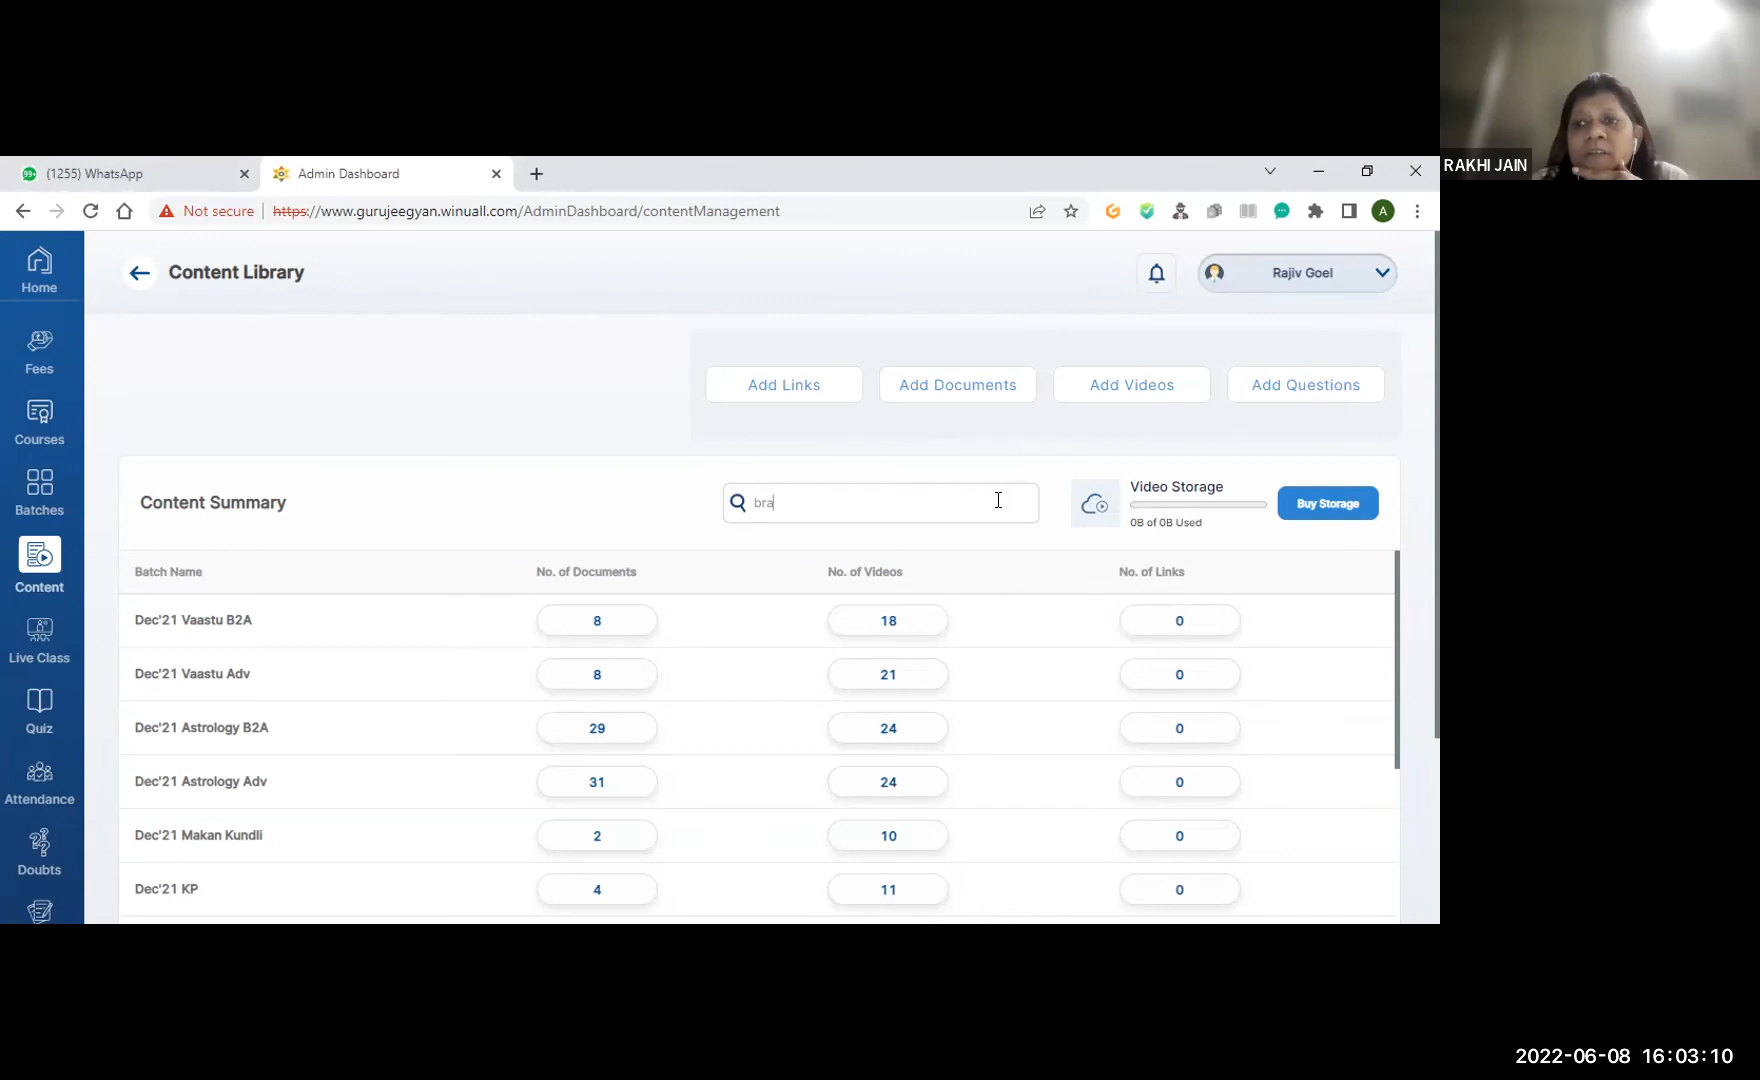 RAKHI JAIN
99+ (1255) WhatsApp
Admin Dashboard
Not secure
https://www.gurujeegyan.winuall.com/AdminDashboard/contentManagement
A
Home
Fees
Courses
Batches
Content
Live Class
Quiz
Attendance
Doubts
Content Library
Rajiv Goel
Add Links
Add Documents
Add Videos
Add Questions
Content Summary
bra
Video Storage
0B of 0B Used
Buy Storage
Batch Name No. of Documents No. of Videos No. of Links
Dec'21 Vaastu B2A 8 18 0
Dec'21 Vaastu Adv 8 21 0
Dec'21 Astrology B2A 29 24 0
Dec'21 Astrology Adv 31 24 0
Dec'21 Makan Kundli 2 10 0
Dec'21 KP 4 11 0
2022-06-08 16:03:10